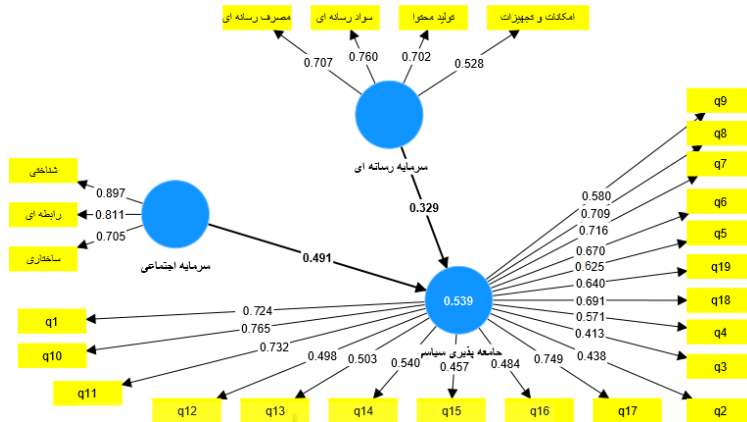 مصرف رسانه ای
سواد رسانه ای
تولید محتوا
امکانات و تجهیزات
0.707
0.760
0.702
0.528
سرمایه رسانه ای
0.329
شناختی
رابطه ای
ساختاری
0.897
0.811
0.705
سرمایه اجتماعی
0.491
0.539
جامعه پذیری سیاسی
q9
q8
q7
q6
q5
q19
q18
q4
q3
q2
0.580
0.709
0.716
0.670
0.625
0.640
0.691
0.571
0.413
0.438
q1
q10
q11
q12
q13
q14
q15
q16
q17
0.724
0.765
0.732
0.498
0.503
0.540
0.457
0.484
0.749